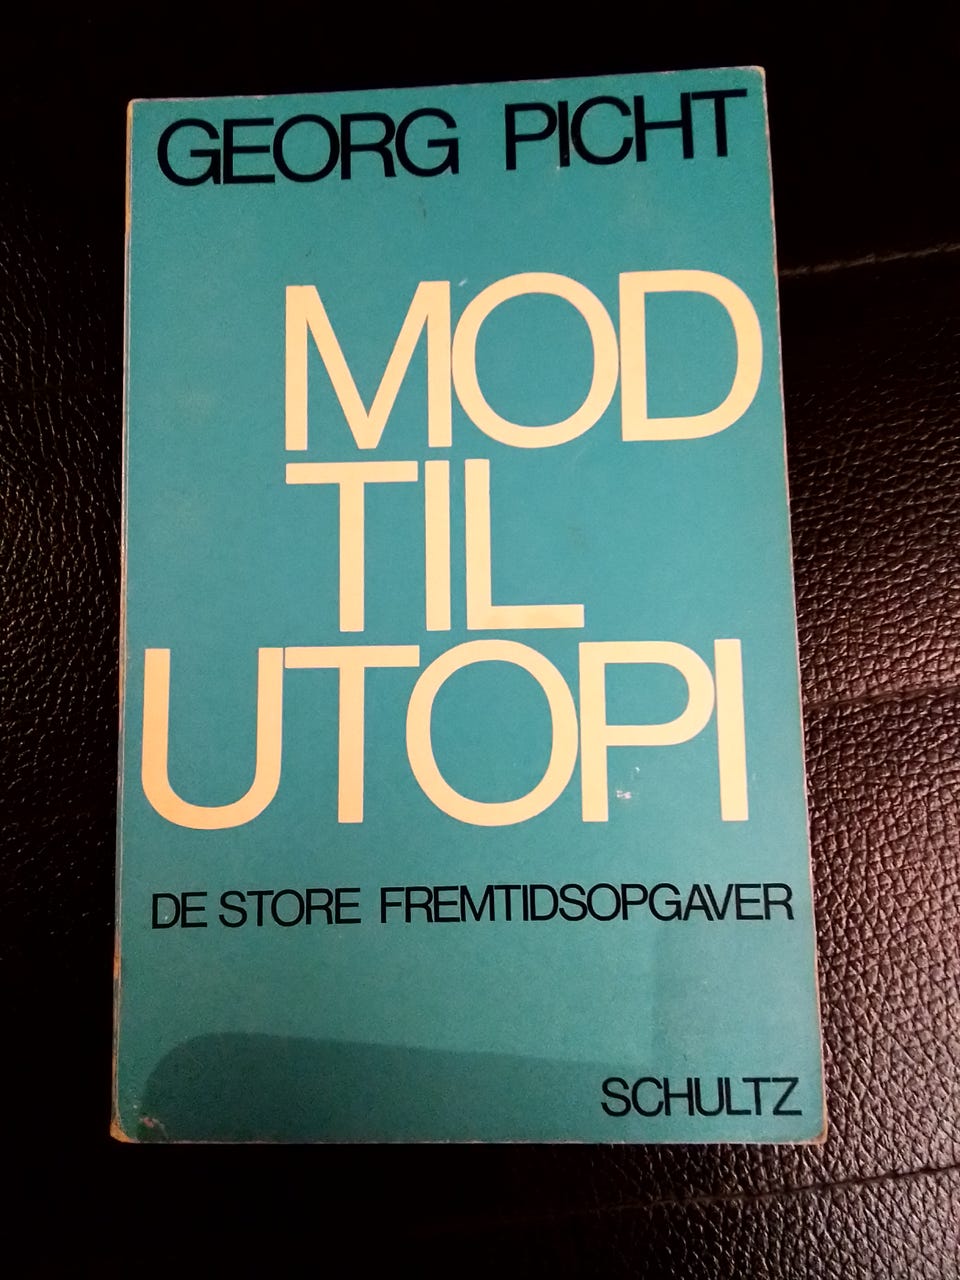 GEORG PICHT
MOD
TIL
UTOPI
DE STORE FREMTIDSOPGAVER
SCHULTZ